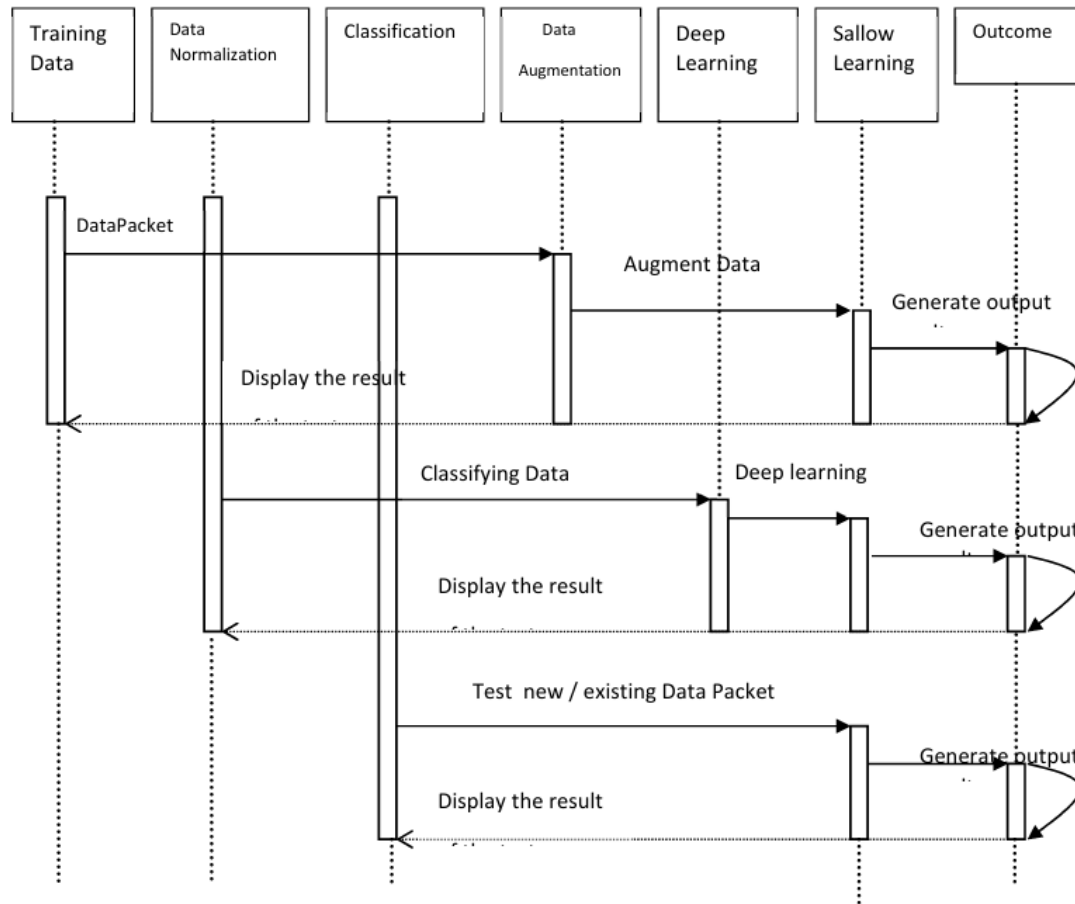 Training
Data
Data
Normalization
Classification
Data
Augmentation
Deep
Learning
Sallow
Learning
Outcome
DataPacket
Augment Data
Generate output
Display the result
Classifying Data
Deep learning
Generate output
Display the result
Test new / existing Data Packet
Generate output
Display the result